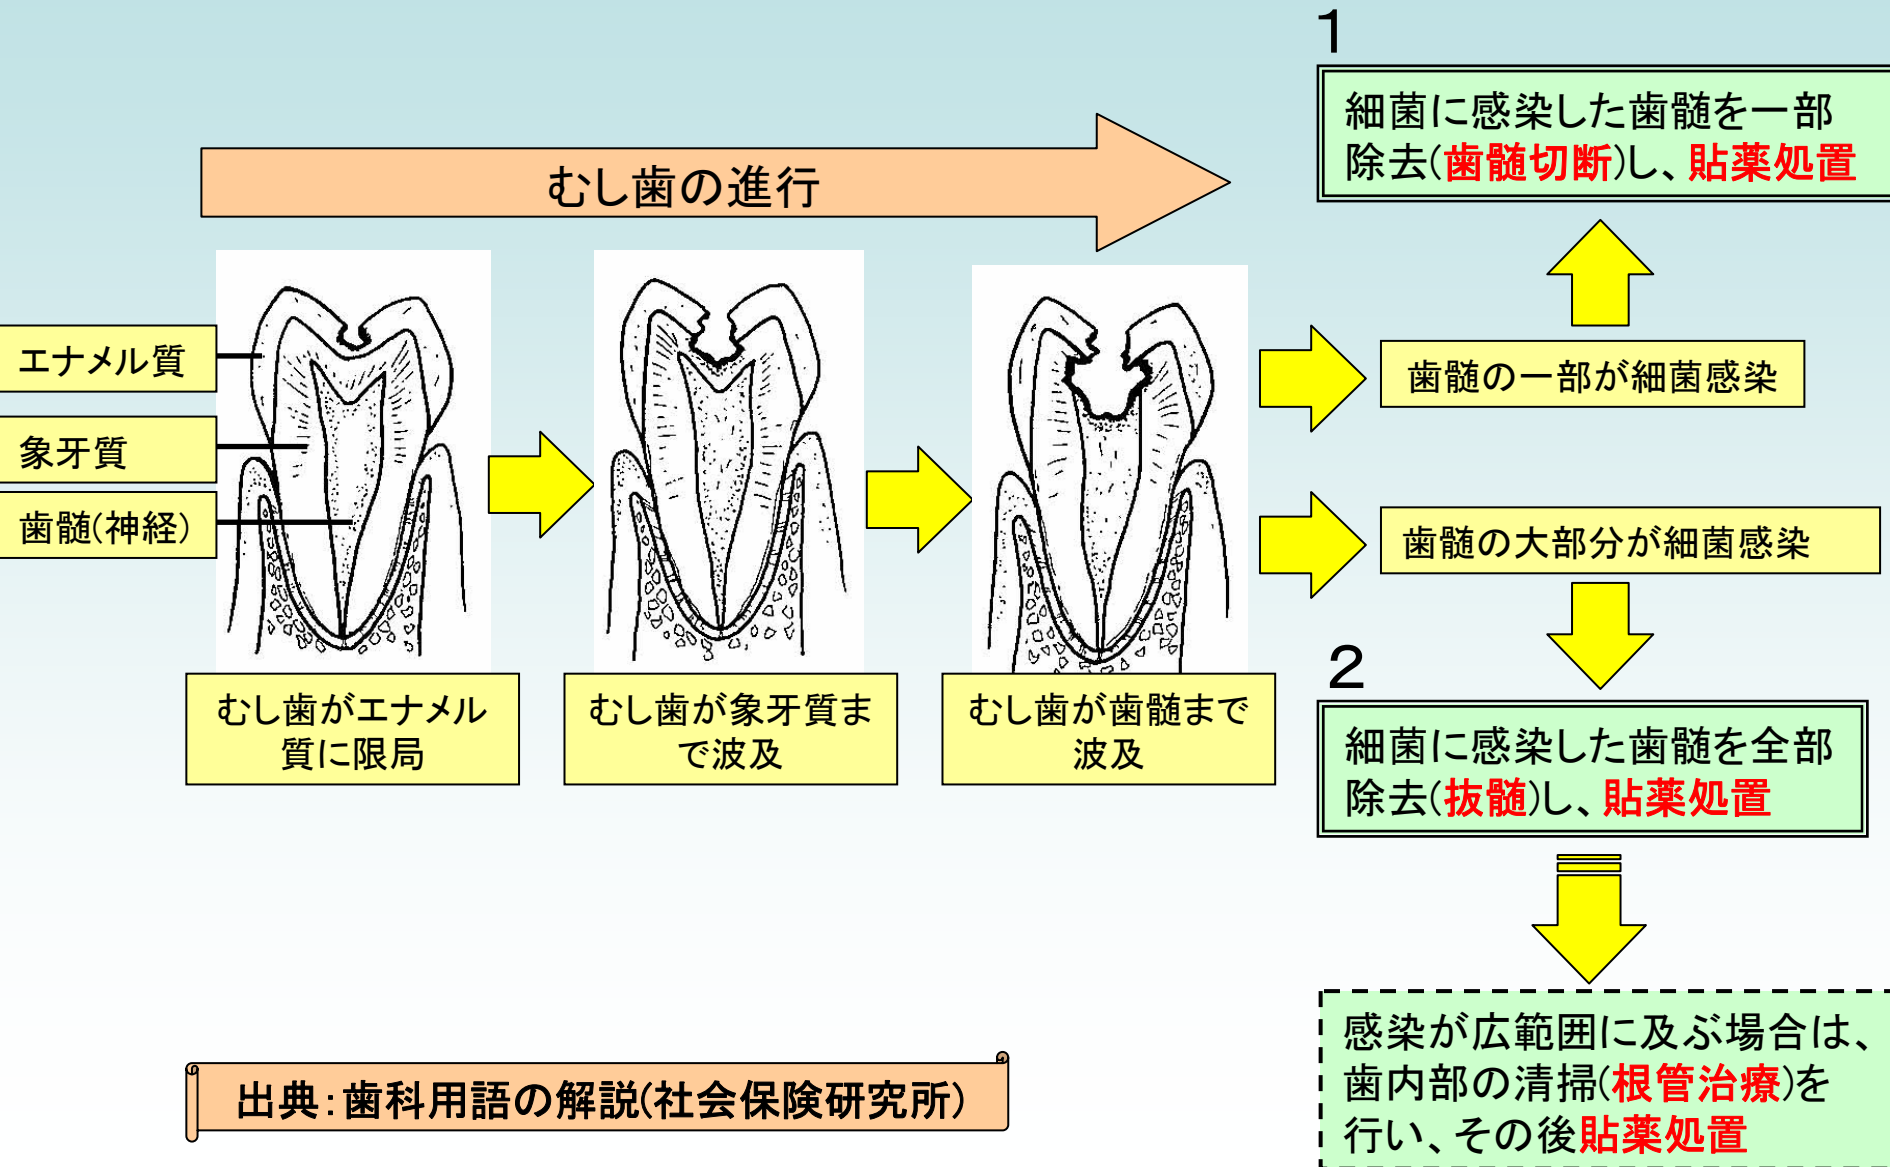 むし歯の進行
エナメル質
象牙質
歯髄(神経)
むし歯がエナメル
質に限局
むし歯が象牙質ま
で波及
むし歯が歯髄まで
波及
歯髄の一部が細菌感染
1
細菌に感染した歯髄を一部
除去(歯髄切断)し、貼薬処置
歯髄の大部分が細菌感染
2
細菌に感染した歯髄を全部
除去(抜髄)し、貼薬処置
感染が広範囲に及ぶ場合は、
歯内部の清掃(根管治療)を
行い、その後貼薬処置
出典:歯科用語の解説(社会保険研究所)